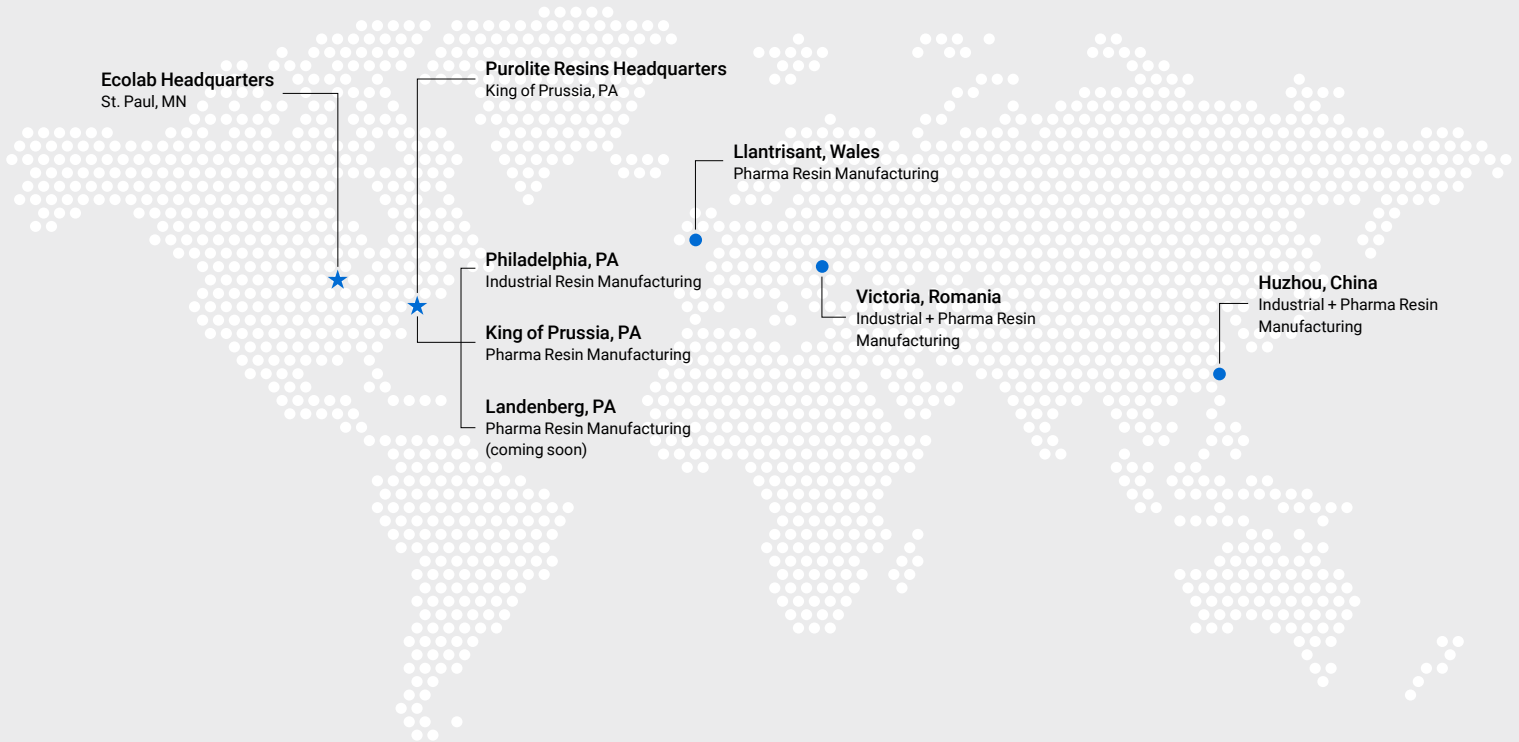 Ecolab Headquarters
St. Paul, MN
Purolite Resins Headquarters
King of Prussia, PA
Llantrisant, Wales
Pharma Resin Manufacturing
Philadelphia, PA
Industrial Resin Manufacturing
King of Prussia, PA
Pharma Resin Manufacturing
Landenberg, PA
Pharma Resin Manufacturing
(coming soon)
Victoria, Romania
Industrial + Pharma Resin
Manufacturing
Huzhou, China
Industrial + Pharma Resin
Manufacturing